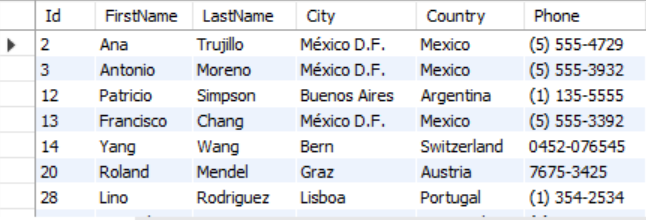 Id FirstName LastName City Country Phone
2 Ana Trujillo México D.F. Mexico (5) 555-4729
3 Antonio Moreno México D.F. Mexico (5) 555-3932
12 Patricio Simpson Buenos Aires Argentina (1) 135-5555
13 Francisco Chang México D.F. Mexico (5) 555-3392
14 Yang Wang Bern Switzerland 0452-076545
20 Roland Mendel Graz Austria 7675-3425
28 Lino Rodriguez Lisboa Portugal (1) 354-2534